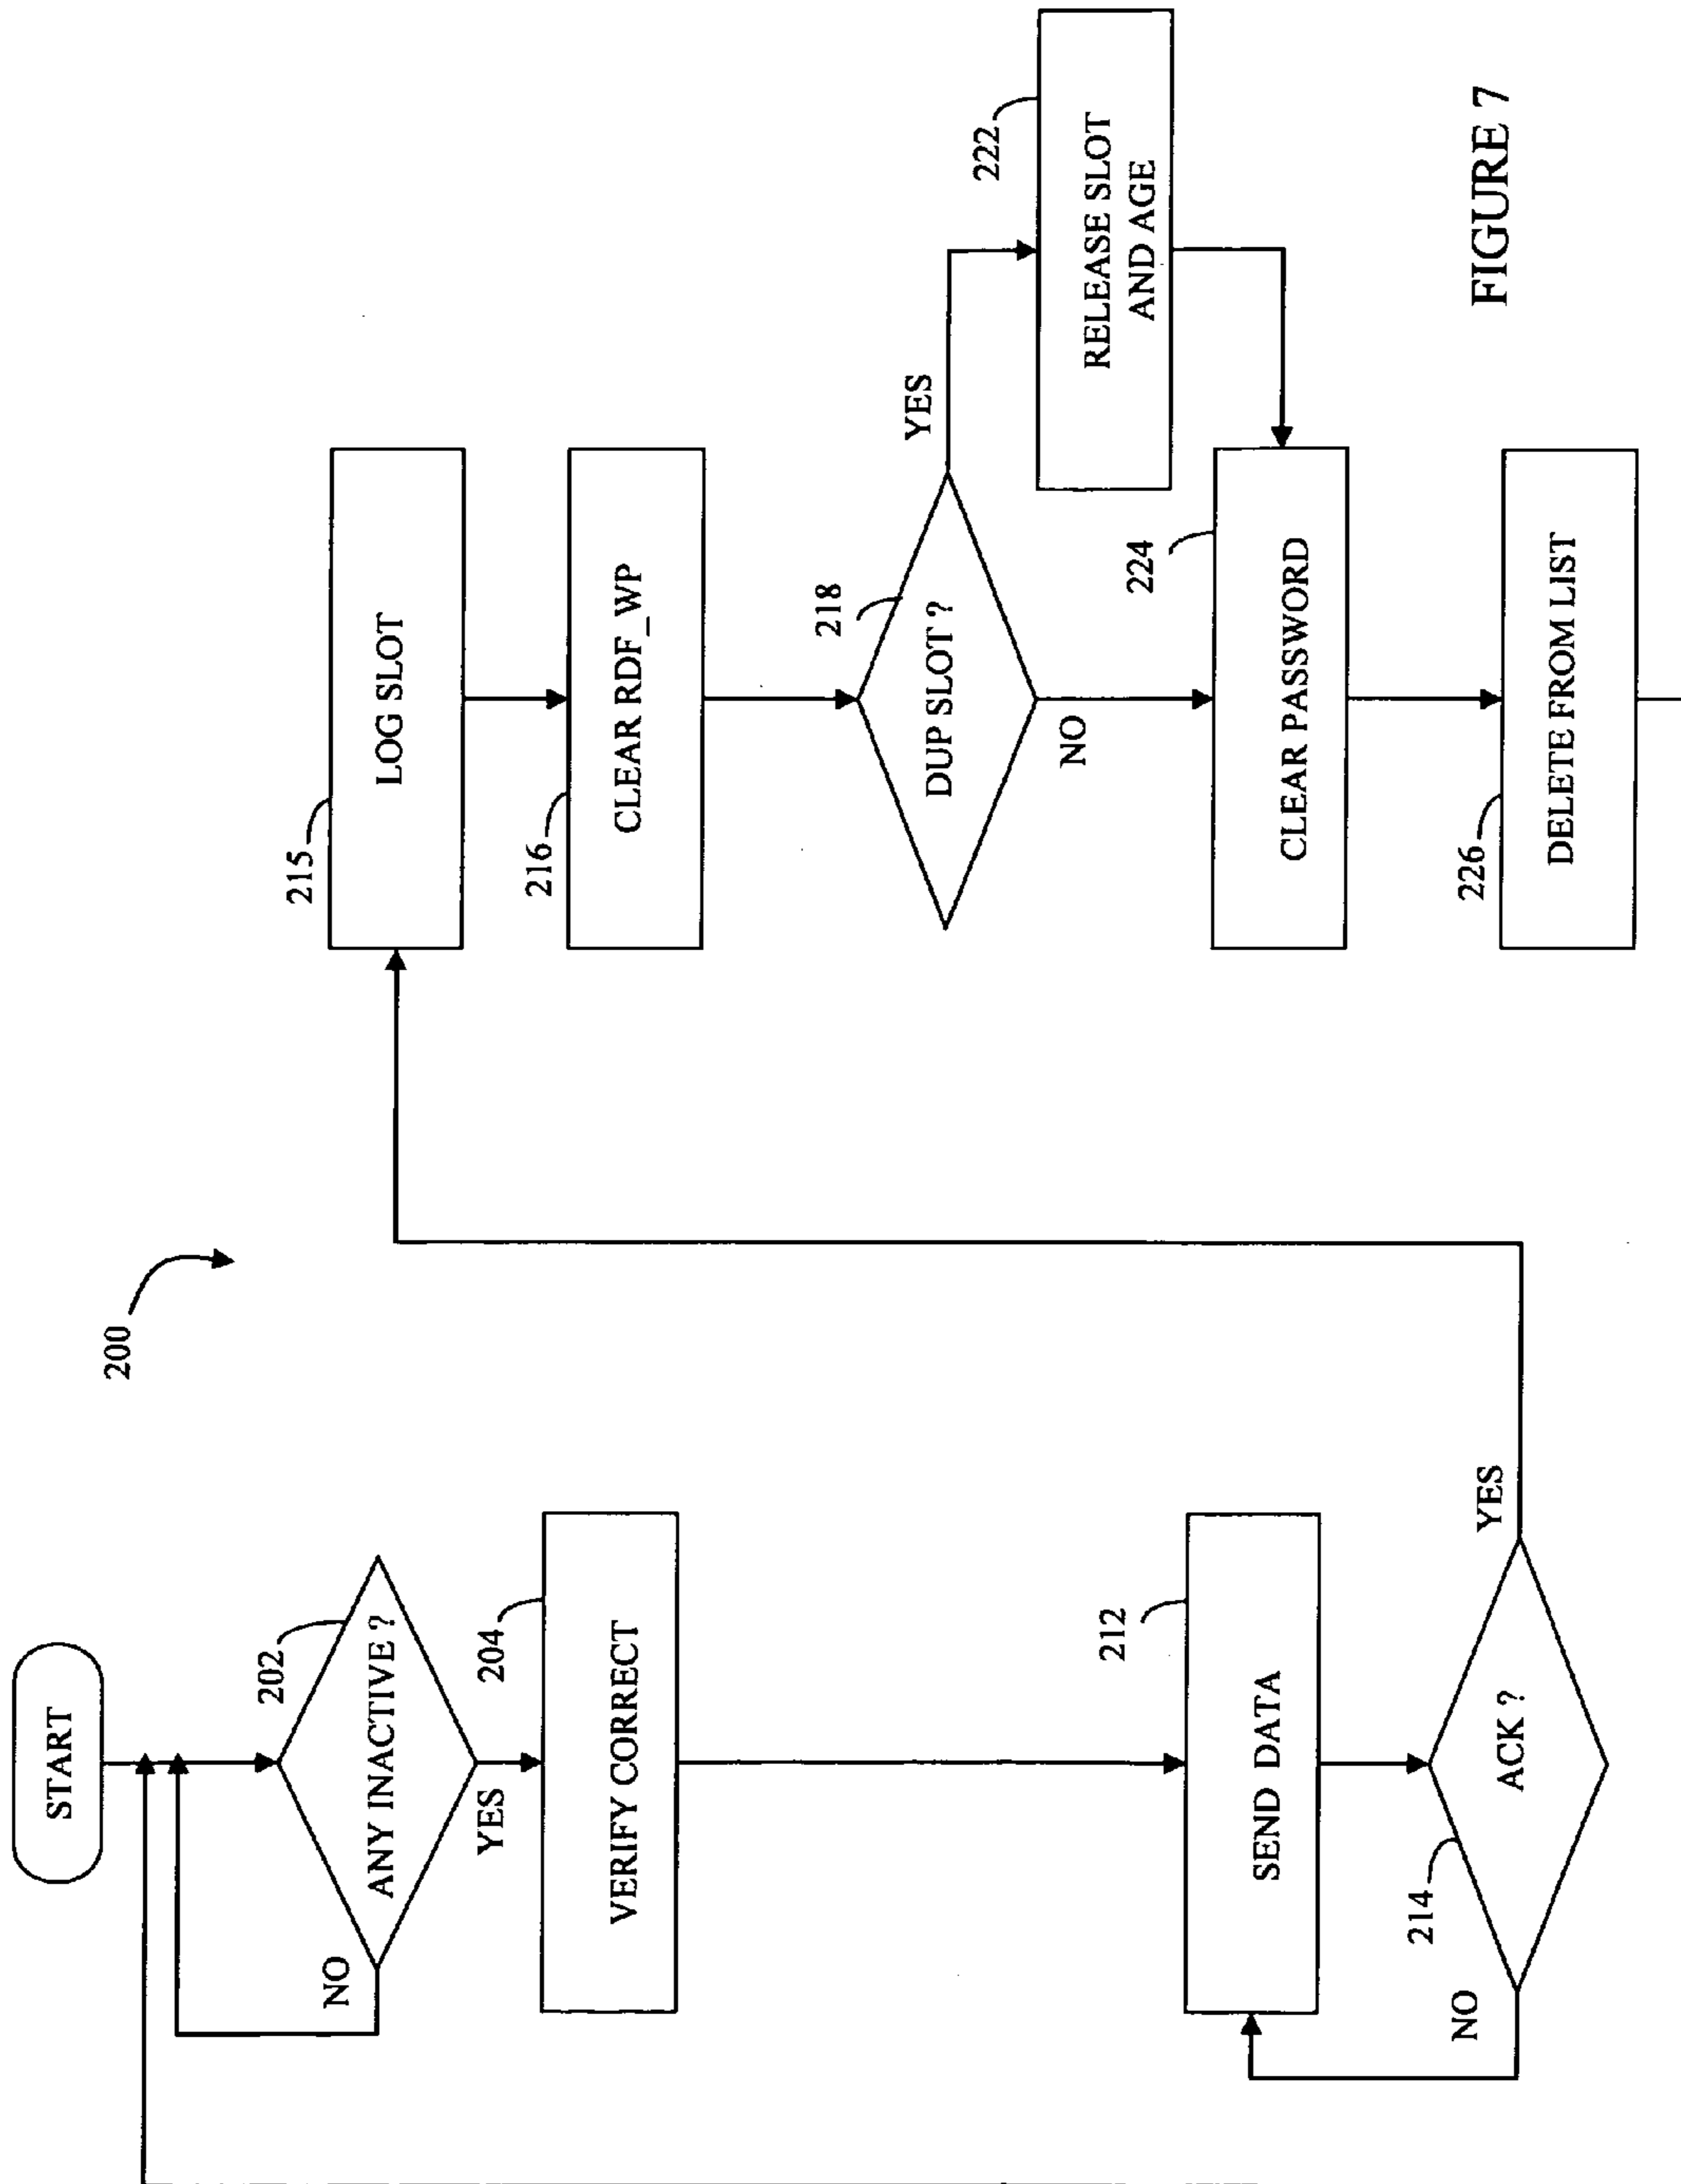 200
START
202
ANY INACTIVE ?
NO
YES
204
VERIFY CORRECT
212
SEND DATA
214
ACK ?
NO
YES
215
LOG SLOT
216
CLEAR RDF_WP
218
DUP SLOT ?
YES
NO
222
RELEASE SLOT
AND AGE
224
CLEAR PASSWORD
226
DELETE FROM LIST
FIGURE 7